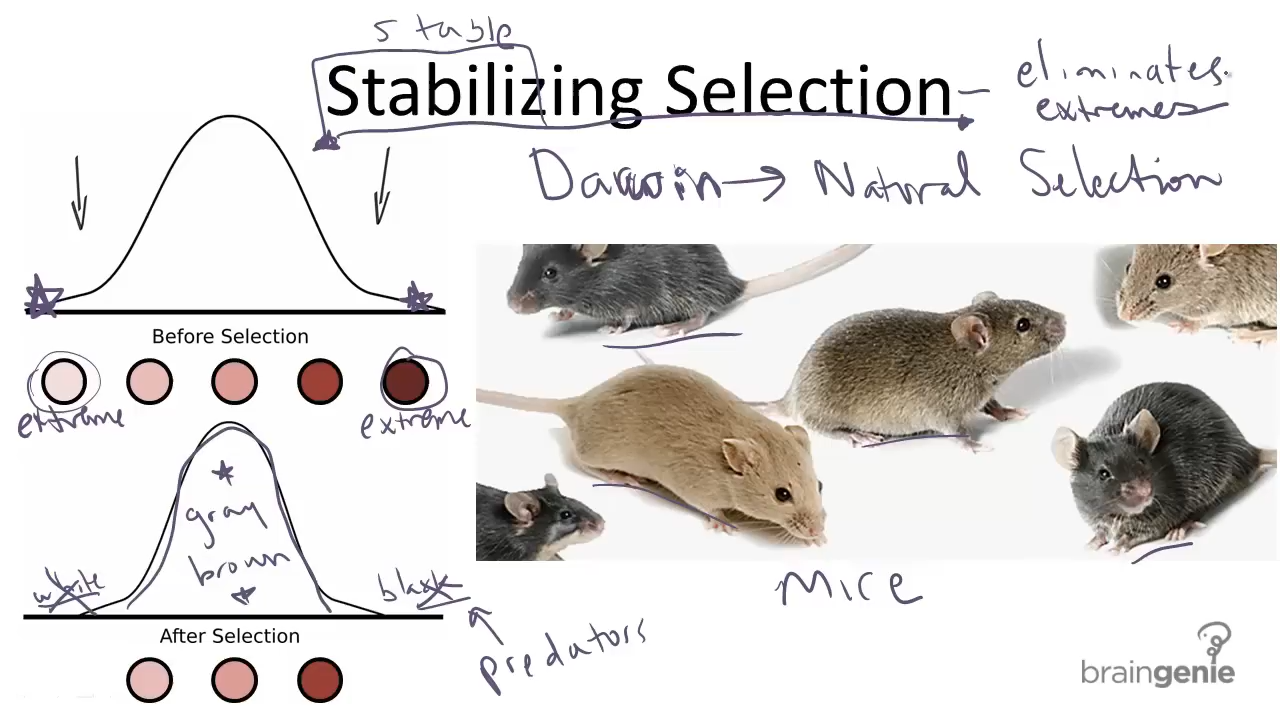 stable
Stabilizing Selection - eliminates
extremes
Darwin → Natural Selection
Before Selection
extreme
extreme
gray
brown
white
black
After Selection
predators
mice
braingenie